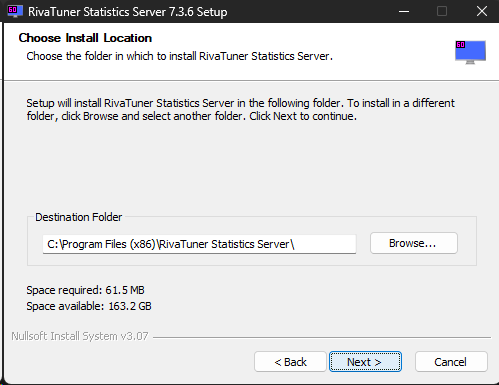 RivaTuner Statistics Server 7.3.6 Setup
Choose Install Location
Choose the folder in which to install RivaTuner Statistics Server.
60
Setup will install RivaTuner Statistics Server in the following folder. To install in a different
folder, click Browse and select another folder. Click Next to continue.
Destination Folder
C:\Program Files (x86)\RivaTuner Statistics Server\
Browse...
Space required: 61.5 MB
Space available: 163.2 GB
Nullsoft Install System v3.07
< Back
Next >
Cancel